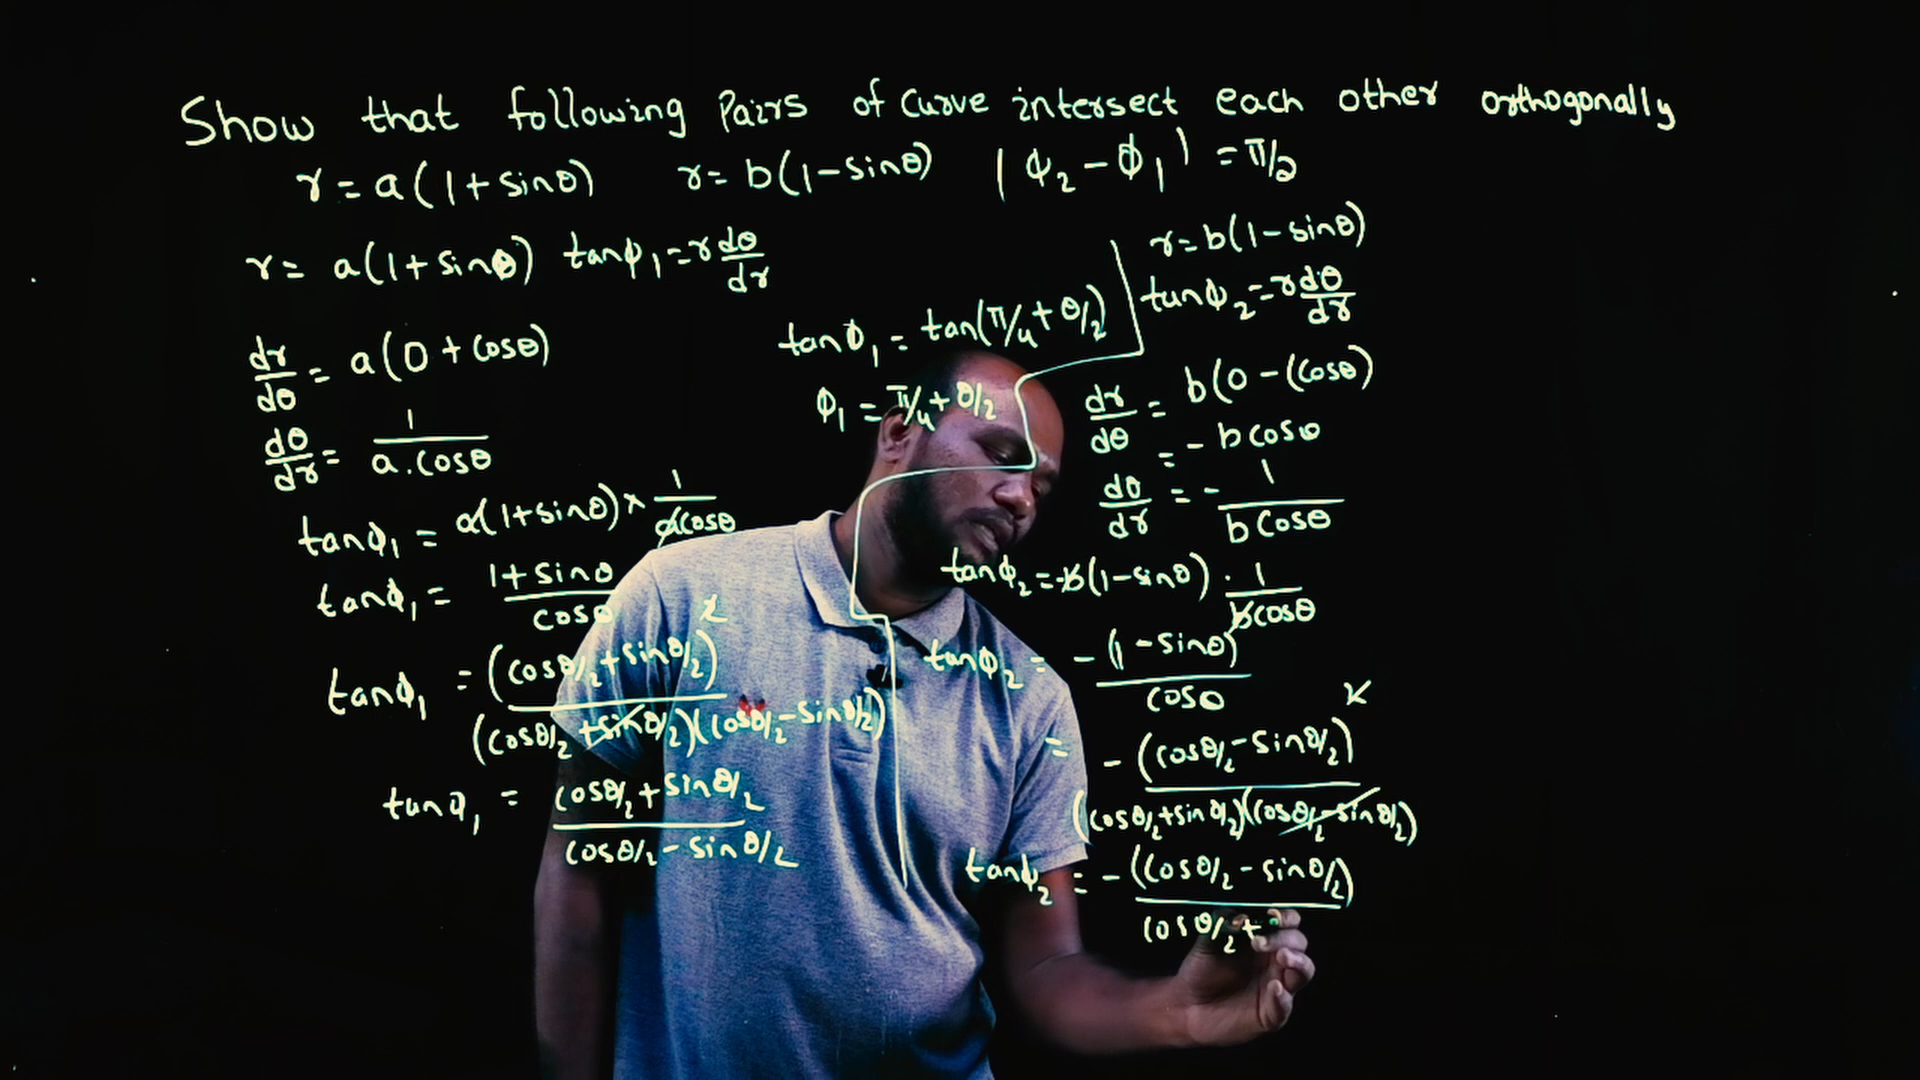 Show that following Pairs of Curve intersect each other orthogonally
r = a(1+sinθ) r = b(1-sinθ) |ϕ₂ - ϕ₁| = π/2
r = a(1+sinθ) tanϕ₁ = r dθ/dr
dr/dθ = a(0 + cosθ)
dθ/dr = 1/(a.cosθ)
tanϕ₁ = a(1+sinθ) × 1/(acosθ)
tanϕ₁ = (1+sinθ)/cosθ
tanϕ₁ = (cosθ/2 + sinθ/2)²/((cosθ/2 + sinθ/2)(cosθ/2 - sinθ/2))
tanϕ₁ = (cosθ/2 + sinθ/2)/(cosθ/2 - sinθ/2)
tanϕ₁ = tan(π/4 + θ/2)
ϕ₁ = π/4 + θ/2
r = b(1-sinθ)
tanϕ₂ = r dθ/dr
dr/dθ = b(0 - (cosθ)
= - b cosθ
dθ/dr = - 1/(b cosθ)
tanϕ₂ = -b(1-sinθ) . 1/(bcosθ)
tanϕ₂ = -(1 - sinθ)/cosθ
= -(cosθ/2 - sinθ/2)²/((cosθ/2 + sinθ/2)(cosθ/2 - sinθ/2))
tanϕ₂ = -((cosθ/2 - sinθ/2)/(cosθ/2 +